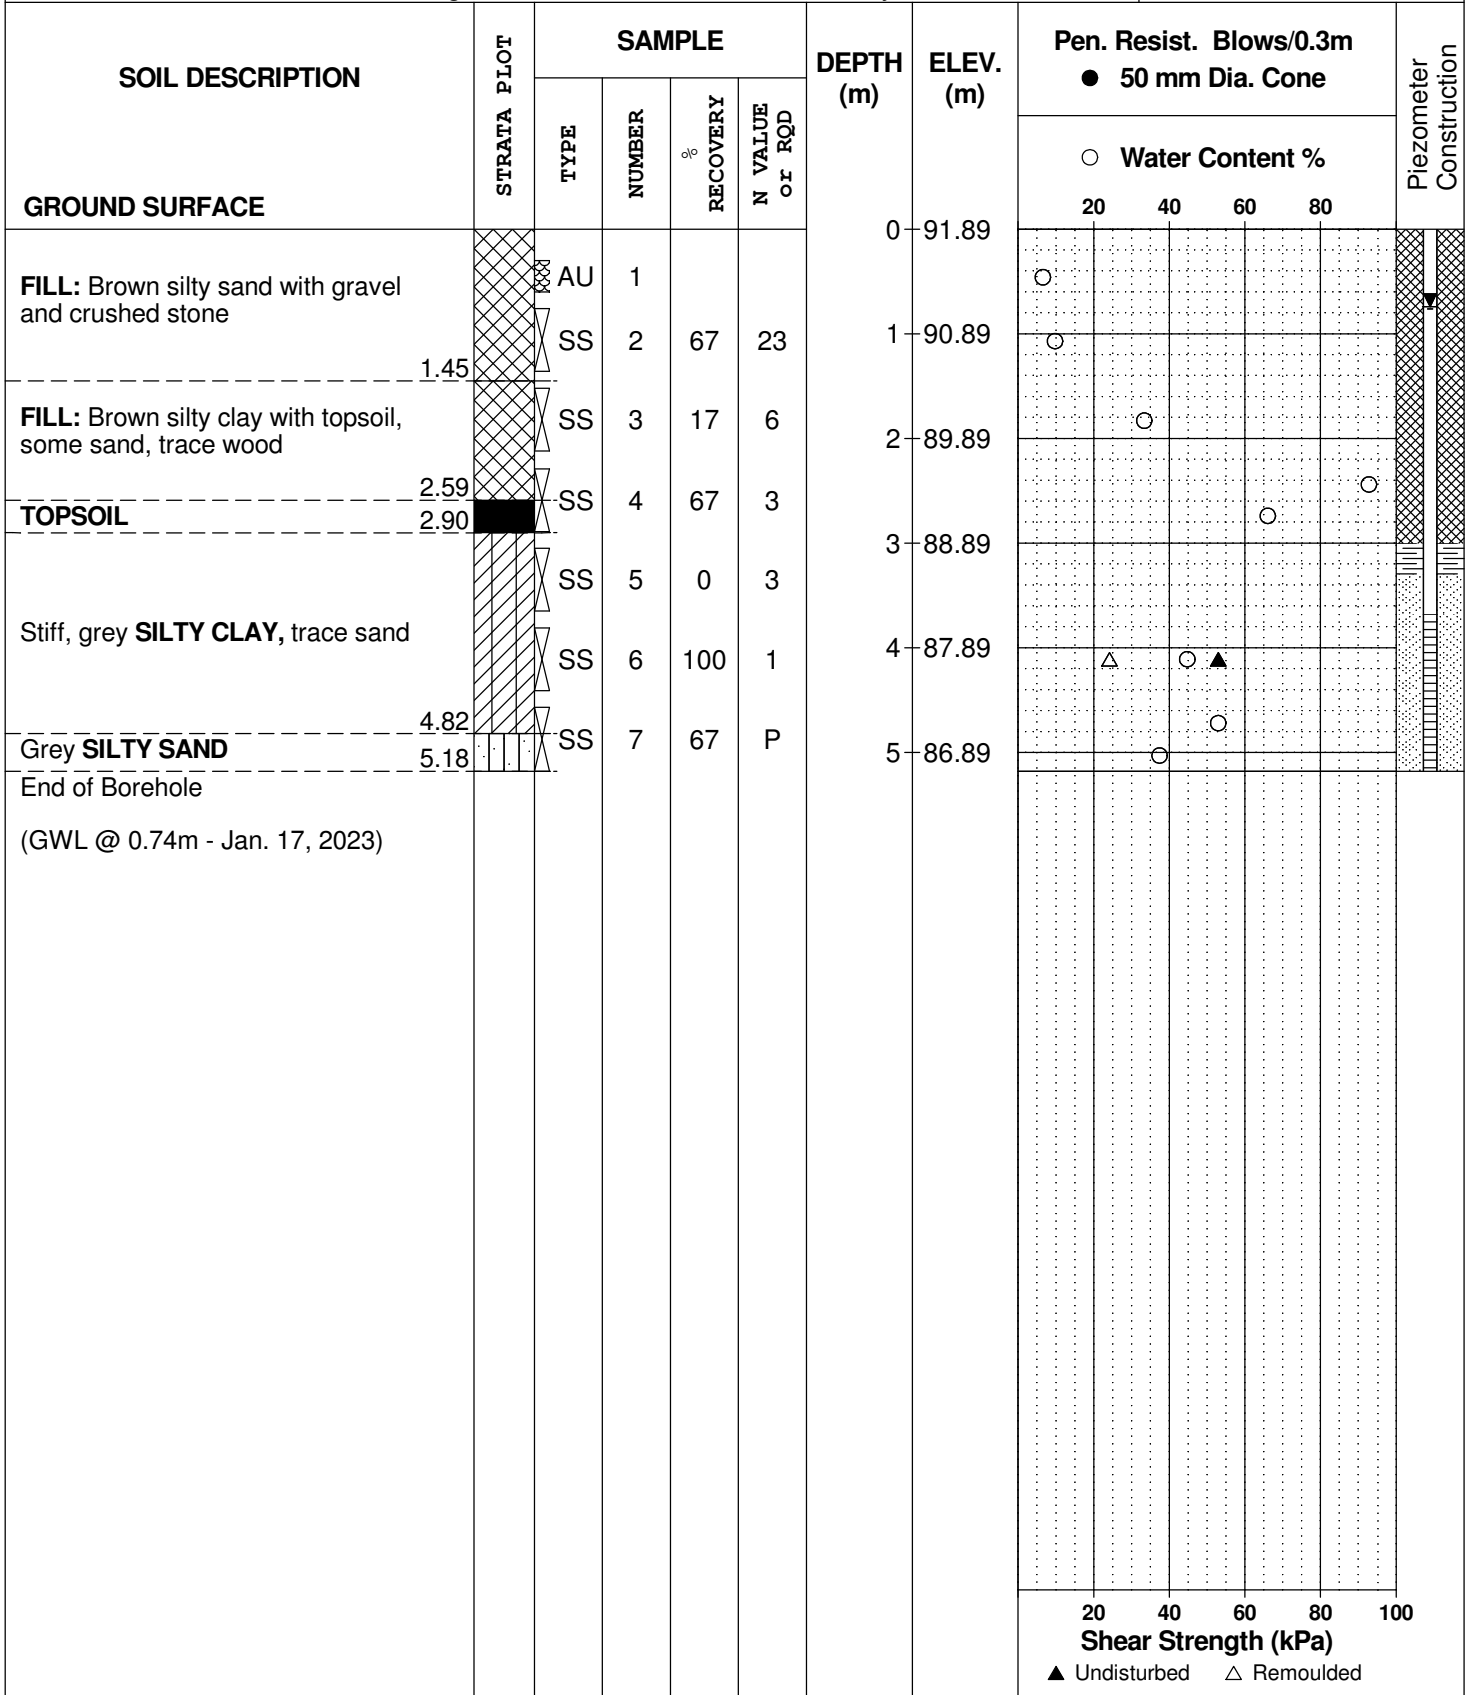 SOIL DESCRIPTION
GROUND SURFACE
STRATA PLOT
SAMPLE
TYPE
NUMBER
% RECOVERY
N VALUE or RQD
DEPTH (m)
ELEV. (m)
Pen. Resist. Blows/0.3m
● 50 mm Dia. Cone
○ Water Content %
20 40 60 80
Piezometer Construction
0 91.89
FILL: Brown silty sand with gravel
and crushed stone
AU 1
SS 2 67 23
1 90.89
1.45
FILL: Brown silty clay with topsoil,
some sand, trace wood
SS 3 17 6
2 89.89
2.59
SS 4 67 3
TOPSOIL 2.90
3 88.89
SS 5 0 3
Stiff, grey SILTY CLAY, trace sand
SS 6 100 1
4 87.89
4.82
SS 7 67 P
Grey SILTY SAND 5.18
5 86.89
End of Borehole
(GWL @ 0.74m - Jan. 17, 2023)
20 40 60 80 100
Shear Strength (kPa)
▲ Undisturbed △ Remoulded